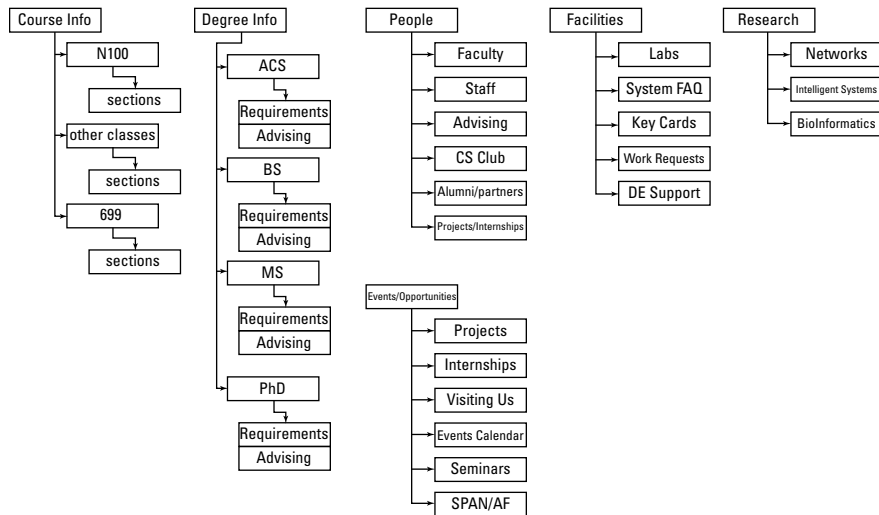 Course Info
N100
sections
other classes
sections
699
sections
Degree Info
ACS
Requirements
Advising
BS
Requirements
Advising
MS
Requirements
Advising
PhD
Requirements
Advising
People
Faculty
Staff
Advising
CS Club
Alumni/partners
Projects/Internships
Events/Opportunities
Projects
Internships
Visiting Us
Events Calendar
Seminars
SPAN/AF
Facilities
Labs
System FAQ
Key Cards
Work Requests
DE Support
Research
Networks
Intelligent Systems
BioInformatics